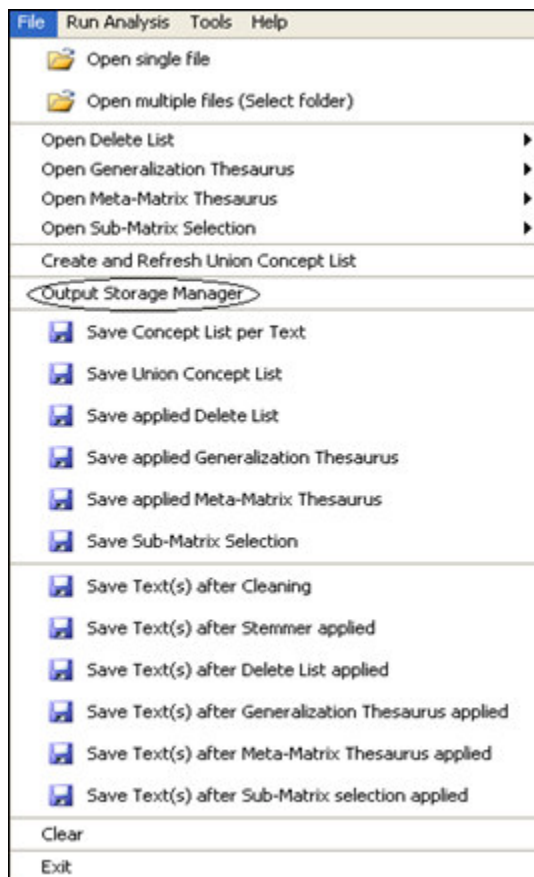 File Run Analysis Tools Help
Open single file
Open multiple files (Select folder)
Open Delete List
Open Generalization Thesaurus
Open Meta-Matrix Thesaurus
Open Sub-Matrix Selection
Create and Refresh Union Concept List
Output Storage Manager
Save Concept List per Text
Save Union Concept List
Save applied Delete List
Save applied Generalization Thesaurus
Save applied Meta-Matrix Thesaurus
Save Sub-Matrix Selection
Save Text(s) after Cleaning
Save Text(s) after Stemmer applied
Save Text(s) after Delete List applied
Save Text(s) after Generalization Thesaurus applied
Save Text(s) after Meta-Matrix Thesaurus applied
Save Text(s) after Sub-Matrix selection applied
Clear
Exit